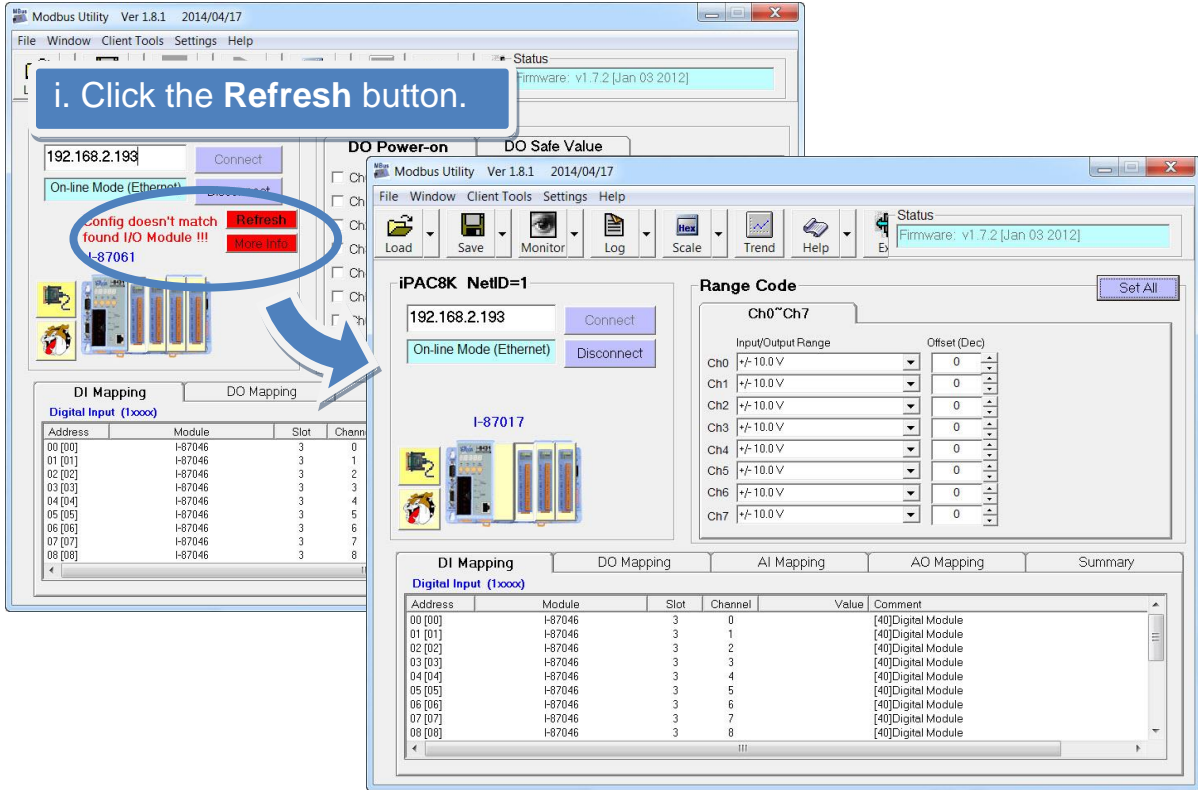 Modbus Utility Ver 1.8.1 2014/04/17
File Window Client Tools Settings Help
Status
Firmware: v1.7.2 [Jan 03 2012]
i. Click the Refresh button.
192.168.2.193
Connect
On-line Mode (Ethernet)
Disconnect
Config doesn't match found I/O Module !!!
Refresh
More Info
I-87061
DO Power-on
DO Safe Value
DI Mapping
DO Mapping
Digital Input (1xxxx)
Address Module Slot
00 [00] I-87046 3 0
01 [01] I-87046 3 1
02 [02] I-87046 3 2
03 [03] I-87046 3 3
04 [04] I-87046 3 4
05 [05] I-87046 3 5
06 [06] I-87046 3 6
07 [07] I-87046 3 7
08 [08] I-87046 3 8
Modbus Utility Ver 1.8.1 2014/04/17
File Window Client Tools Settings Help
Load Save Monitor Log Scale Trend Help
Status
Firmware: v1.7.2 [Jan 03 2012]
iPAC8K NetID=1
192.168.2.193
Connect
On-line Mode (Ethernet)
Disconnect
I-87017
Range Code
Set All
Ch0~Ch7
Input/Output Range Offset (Dec)
Ch0 +/- 10.0 V 0
Ch1 +/- 10.0 V 0
Ch2 +/- 10.0 V 0
Ch3 +/- 10.0 V 0
Ch4 +/- 10.0 V 0
Ch5 +/- 10.0 V 0
Ch6 +/- 10.0 V 0
Ch7 +/- 10.0 V 0
DI Mapping DO Mapping AI Mapping AO Mapping Summary
Digital Input (1xxxx)
Address Module Slot Channel Value Comment
00 [00] I-87046 3 0 [40]Digital Module
01 [01] I-87046 3 1 [40]Digital Module
02 [02] I-87046 3 2 [40]Digital Module
03 [03] I-87046 3 3 [40]Digital Module
04 [04] I-87046 3 4 [40]Digital Module
05 [05] I-87046 3 5 [40]Digital Module
06 [06] I-87046 3 6 [40]Digital Module
07 [07] I-87046 3 7 [40]Digital Module
08 [08] I-87046 3 8 [40]Digital Module